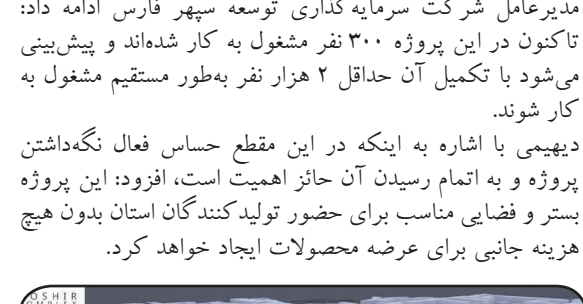 مدیرعامل شرکت سرمایه‌گذاری توسعه سپهر فارس ادامه داد:
تاکنون در این پروژه ۳۰۰ نفر مشغول به کار شده‌اند و پیش‌بینی
می‌شود با تکمیل آن حداقل ۲ هزار نفر به‌طور مستقیم مشغول به
کار شوند.
دیهیمی با اشاره به اینکه در این مقطع حساس فعال نگه‌داشتن
پروژه و به اتمام رسیدن آن حائز اهمیت است، افزود: این پروژه
بستر و فضایی مناسب برای حضور تولیدکنندگان استان بدون هیچ
هزینه جانبی برای عرضه محصولات ایجاد خواهد کرد.
OSHIR